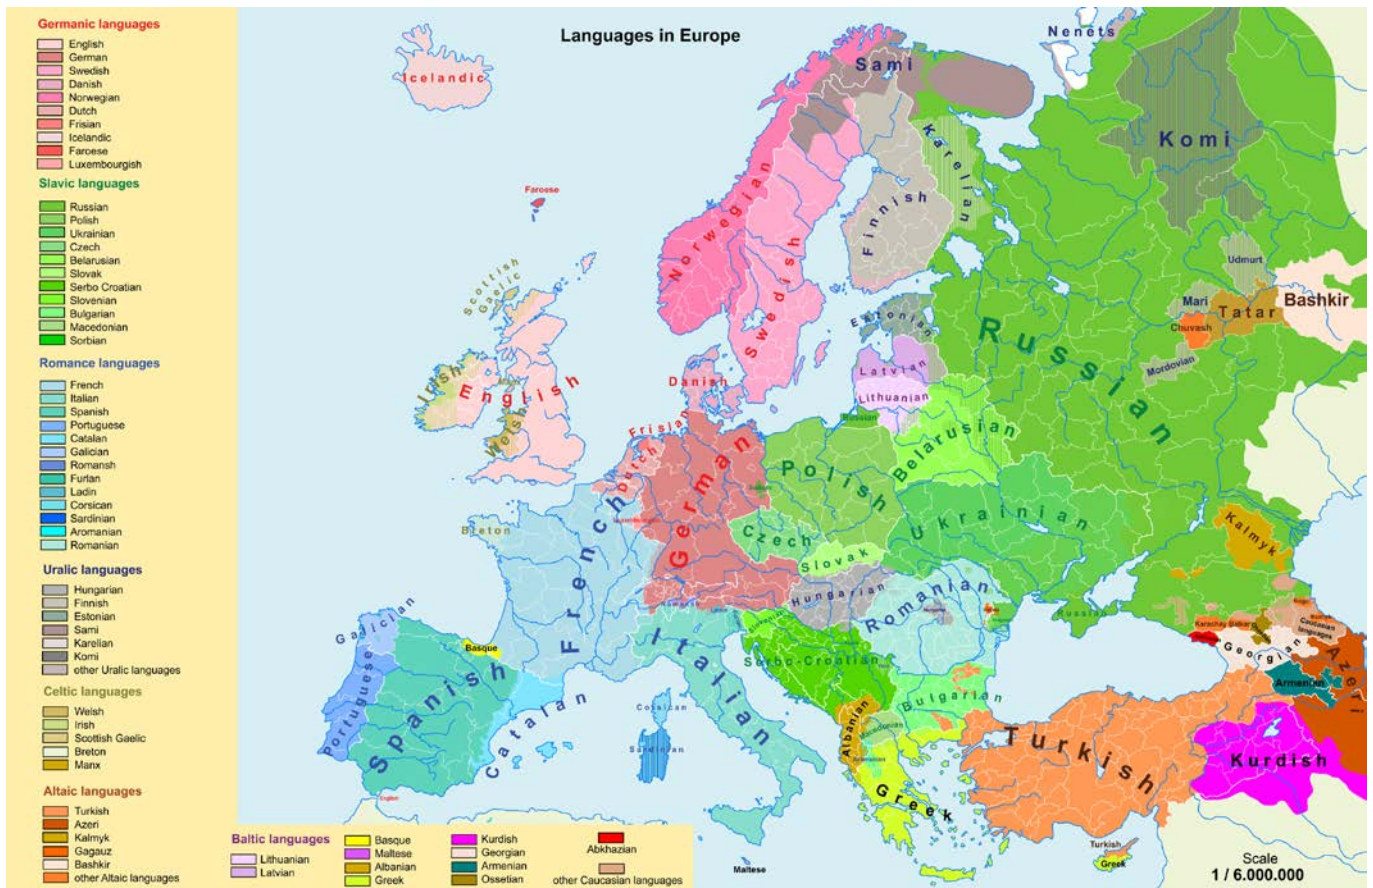 Languages in Europe
Germanic languages
English
German
Swedish
Danish
Norwegian
Dutch
Frisian
Icelandic
Faroese
Luxembourgish
Slavic languages
Russian
Polish
Ukrainian
Czech
Belarusian
Slovak
Serbo Croatian
Slovenian
Bulgarian
Macedonian
Sorbian
Romance languages
French
Italian
Spanish
Portuguese
Catalan
Galician
Romansh
Furlan
Ladin
Corsican
Sardinian
Aromanian
Romanian
Uralic languages
Hungarian
Finnish
Estonian
Sami
Karelian
Komi
other Uralic languages
Celtic languages
Welsh
Irish
Scottish Gaelic
Breton
Manx
Altaic languages
Turkish
Azeri
Kalmyk
Gagauz
Bashkir
other Altaic languages
Baltic languages
Lithuanian
Latvian
Basque
Maltese
Albanian
Greek
Kurdish
Georgian
Armenian
Ossetian
Abkhazian
other Caucasian languages
Icelandic
Faroese
Scottish
Gaelic
Irish
English
Welsh
Norwegian
Swedish
Sami
Finnish
Karelian
Nenets
Komi
Udmurt
Mari
Tatar
Bashkir
Chuvash
Mordovian
Russian
Estonian
Latvian
Lithuanian
Russian
Belarusian
Danish
Frisian
Dutch
German
Polish
Czech
Slovak
Ukrainian
Kalmyk
Breton
French
Hungarian
Romanian
Russian
Galician
Portuguese
Spanish
Basque
Catalan
Corsican
Sardinian
Italian
Serbo-Croatian
Bulgarian
Macedonian
Albanian
Greek
Turkish
Karachay Balkar
Caucasian
languages
Georgian
Armenian
Azeri
Kurdish
English
Maltese
Turkish
Greek
Scale
1 / 6.000.000